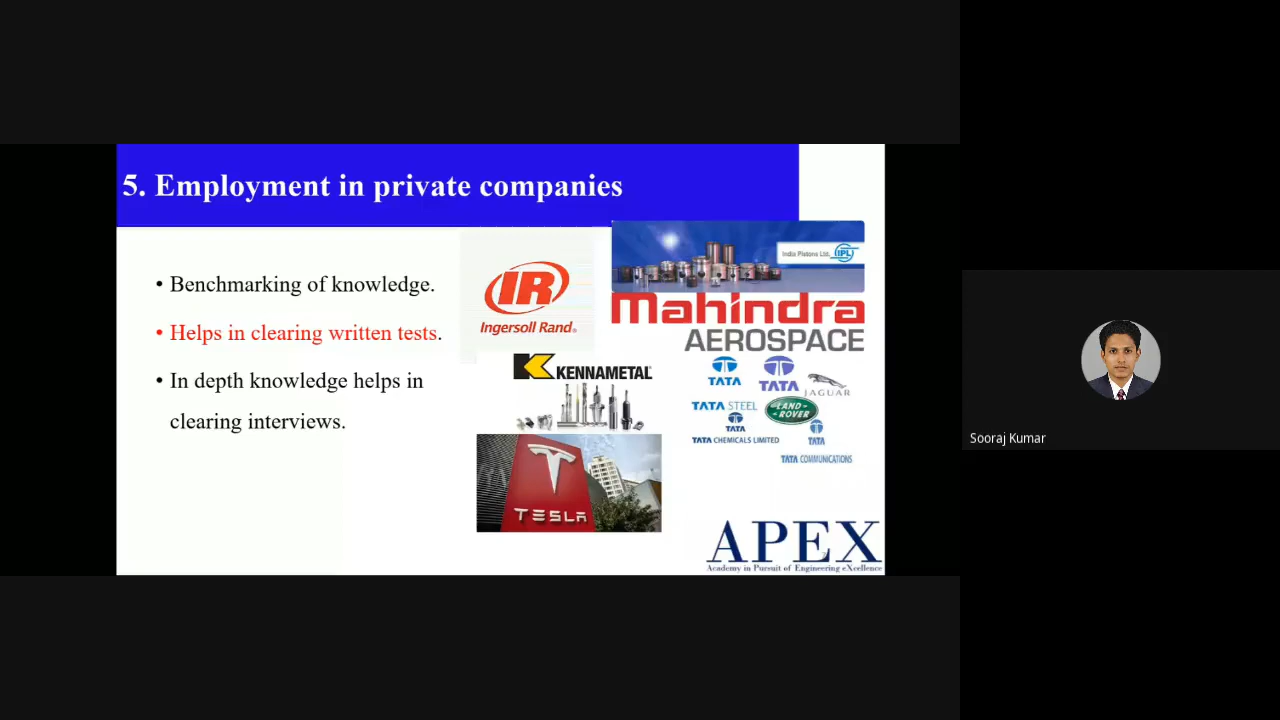 5. Employment in private companies
• Benchmarking of knowledge.
• Helps in clearing written tests.
• In depth knowledge helps in
clearing interviews.
IR
Ingersoll Rand®
India Pistons Ltd. IPL
Mahindra
AEROSPACE
KENNAMETAL
TATA
TATA
JAGUAR
TATA STEEL
LAND ROVER
TATA
TATA CHEMICALS LIMITED
TATA
TATA COMMUNICATIONS
TESLA
APEX
Academy in Pursuit of Engineering eXcellence
Sooraj Kumar